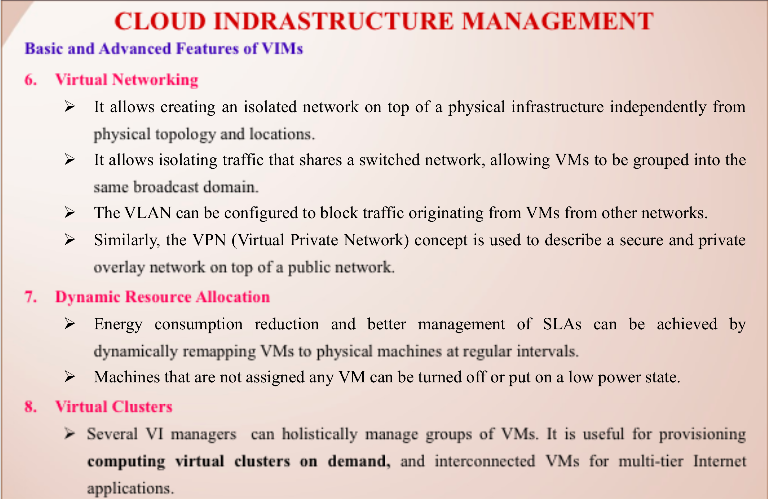 CLOUD INDRASTRUCTURE MANAGEMENT
Basic and Advanced Features of VIMs
6. Virtual Networking
➢ It allows creating an isolated network on top of a physical infrastructure independently from
physical topology and locations.
➢ It allows isolating traffic that shares a switched network, allowing VMs to be grouped into the
same broadcast domain.
➢ The VLAN can be configured to block traffic originating from VMs from other networks.
➢ Similarly, the VPN (Virtual Private Network) concept is used to describe a secure and private
overlay network on top of a public network.
7. Dynamic Resource Allocation
➢ Energy consumption reduction and better management of SLAs can be achieved by
dynamically remapping VMs to physical machines at regular intervals.
➢ Machines that are not assigned any VM can be turned off or put on a low power state.
8. Virtual Clusters
➢ Several VI managers can holistically manage groups of VMs. It is useful for provisioning
computing virtual clusters on demand, and interconnected VMs for multi-tier Internet
applications.